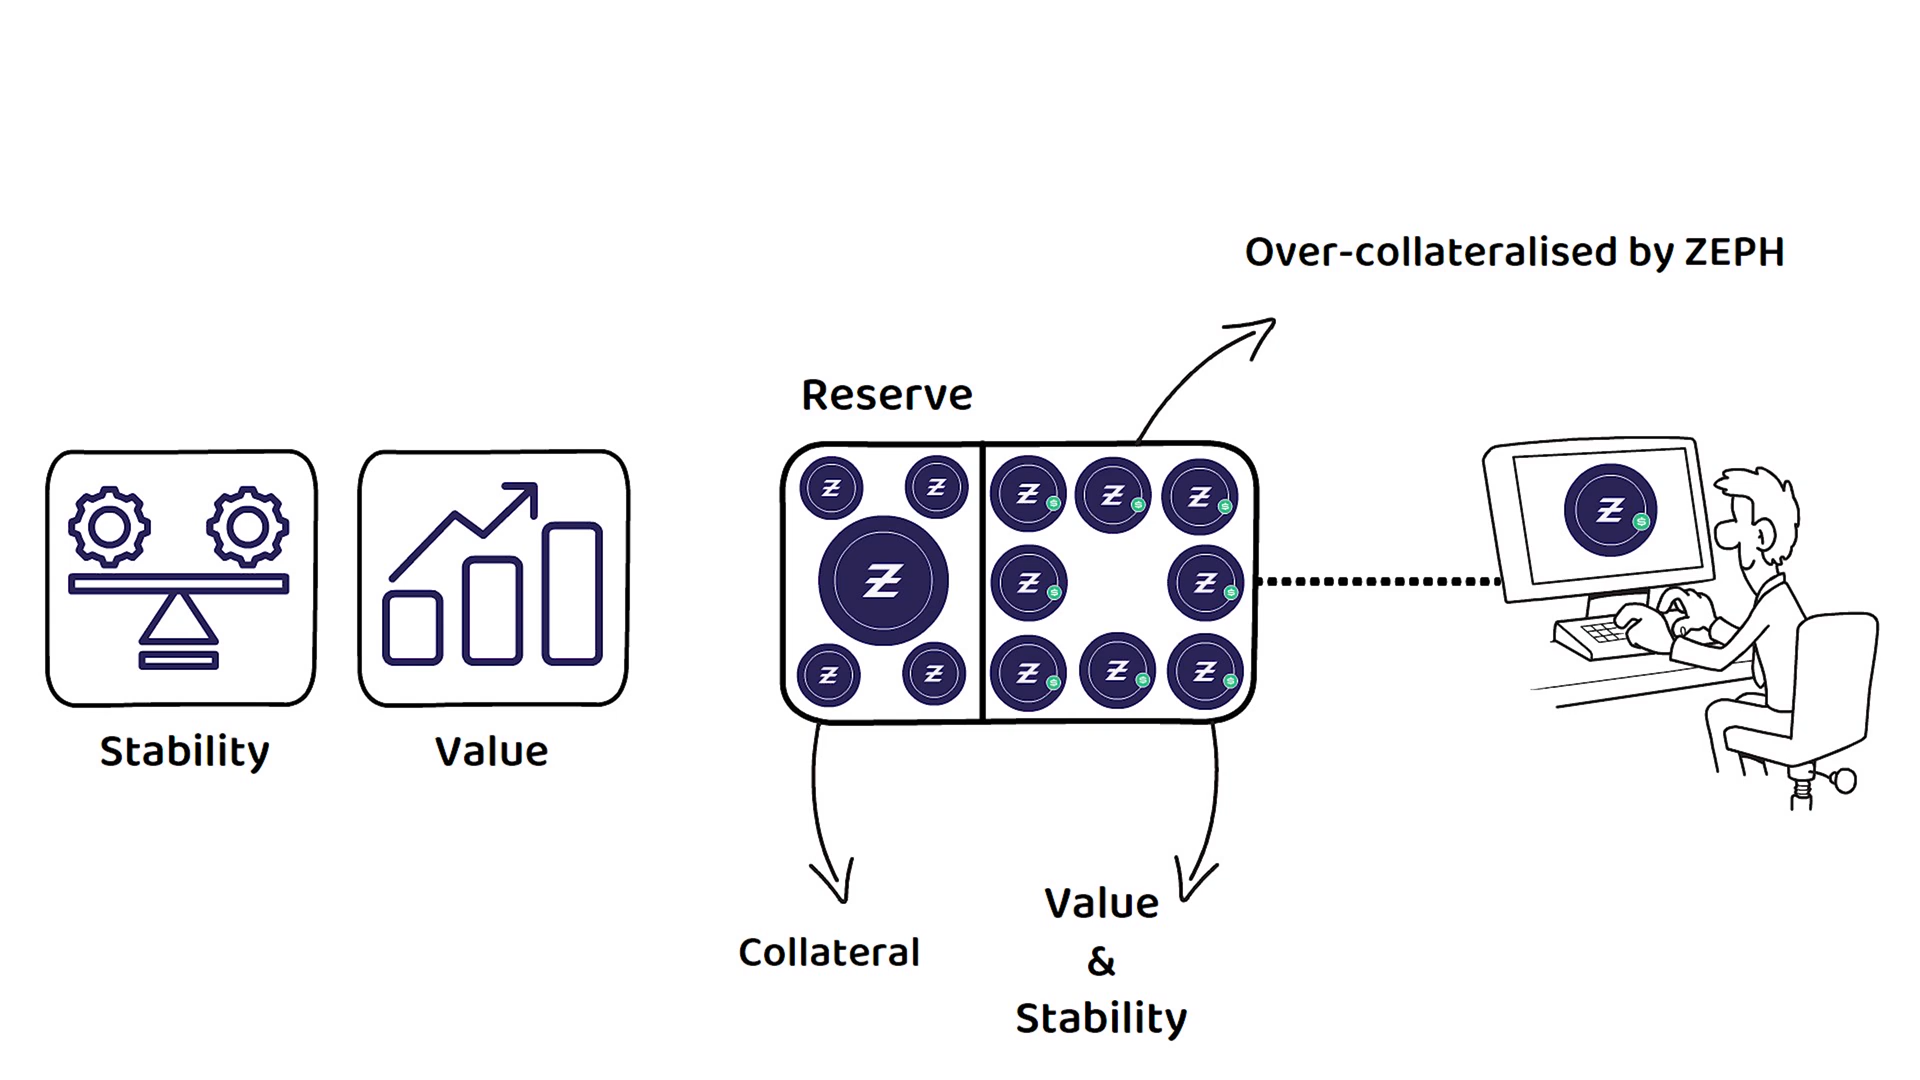 Over-collateralised by ZEPH
Reserve
Stability
Value
Collateral
Value
&
Stability